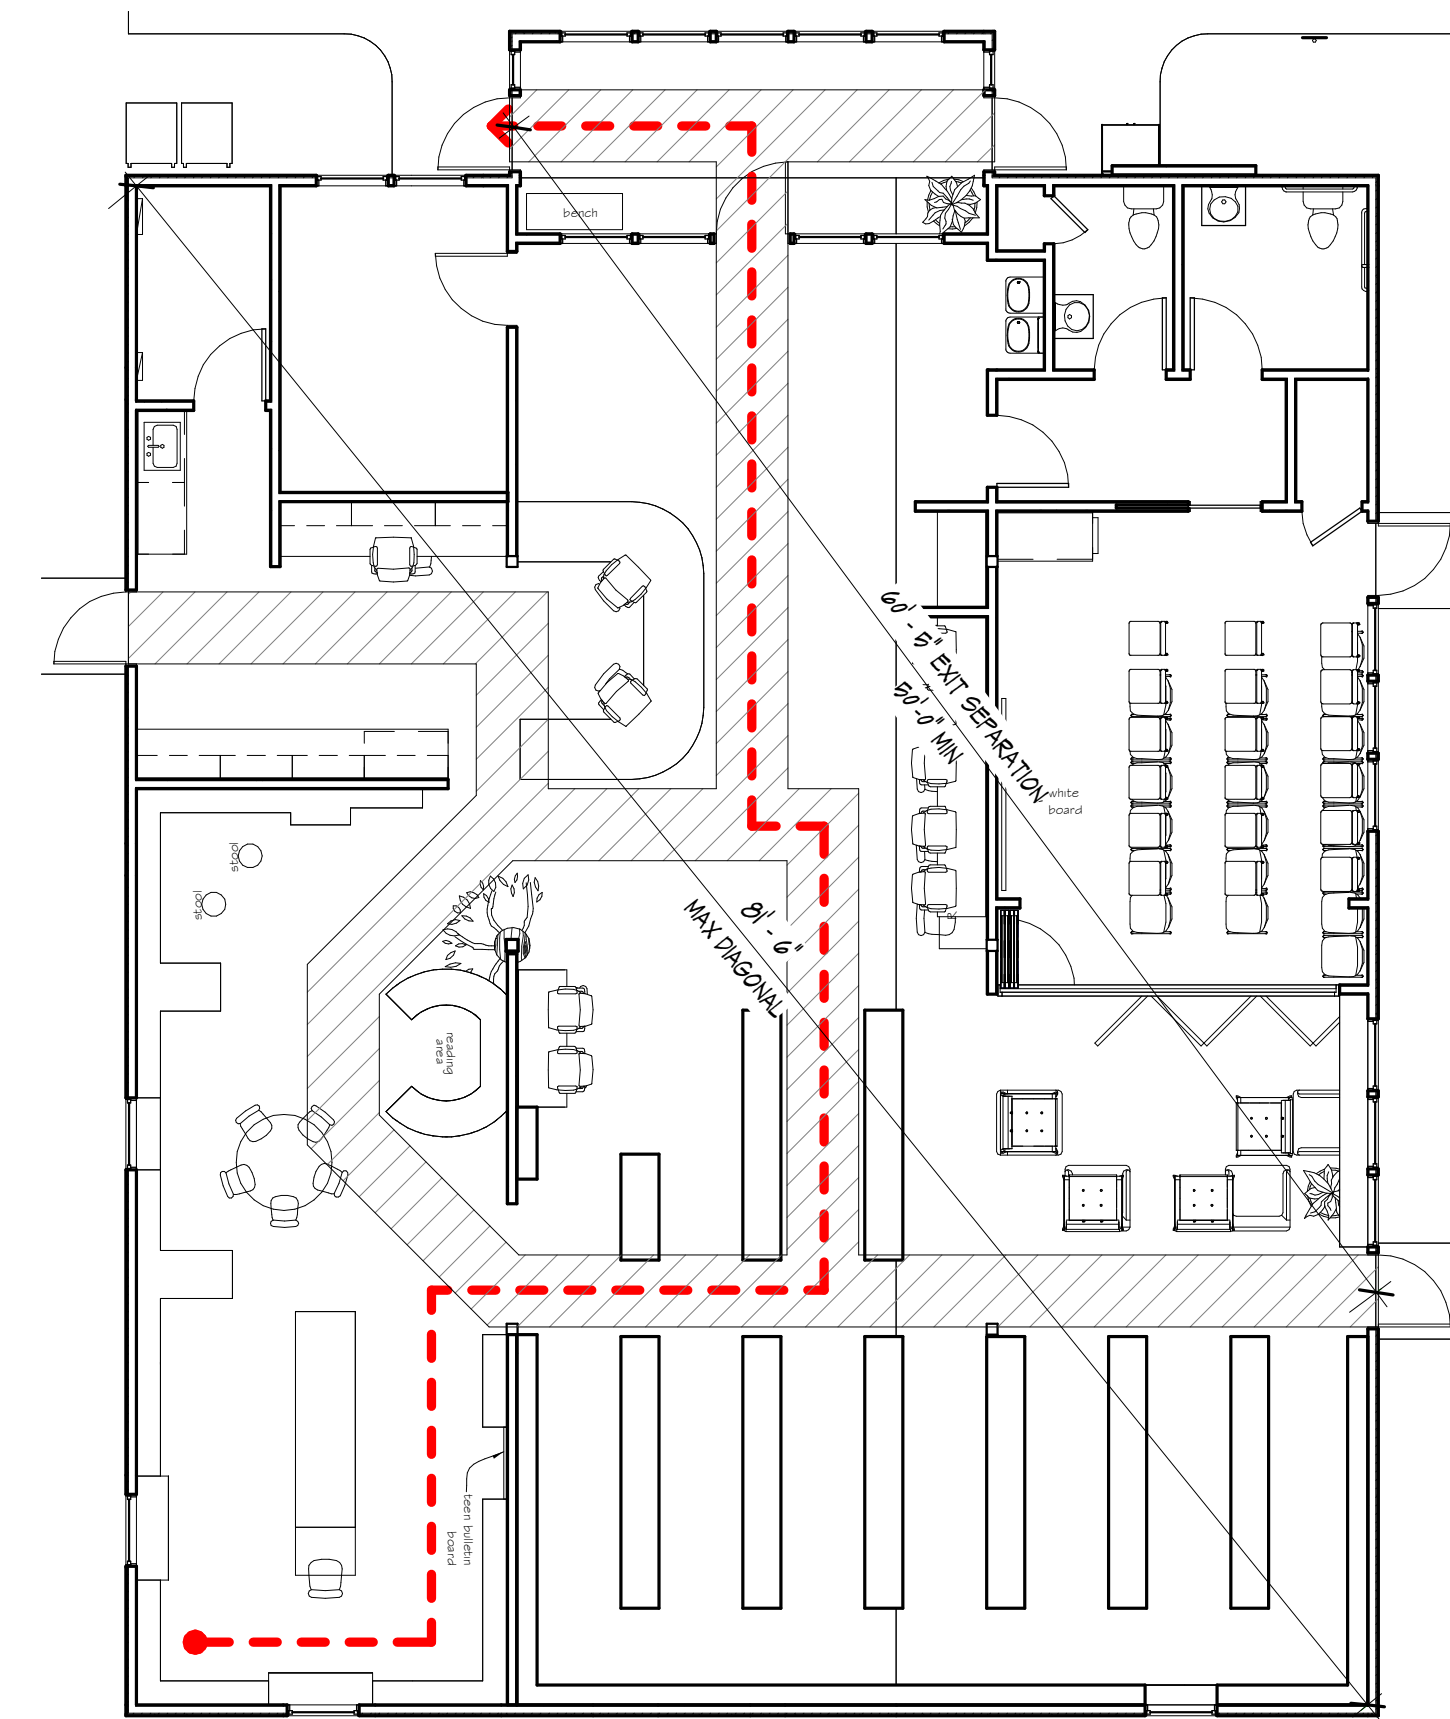 bench
60' - 5" EXIT SEPARATION
50'-0" MIN
white
board
stool
stool
81' - 6"
MAX DIAGONAL
reading
area
teen bulletin
board